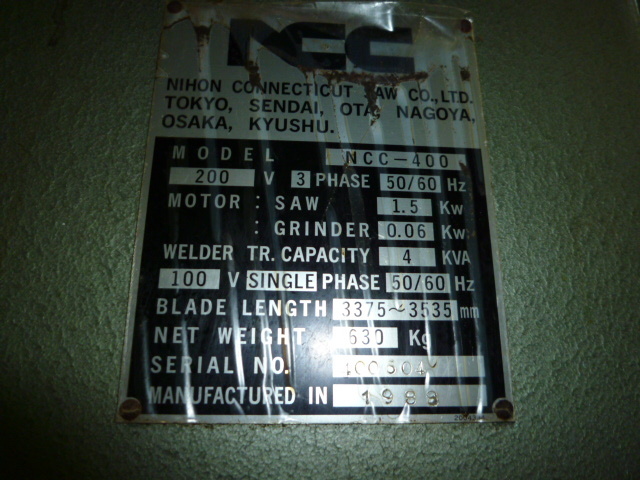 NCC
NIHON CONNECTICUT SAW CO., LTD.
TOKYO, SENDAI, OTA, NAGOYA,
OSAKA, KYUSHU.
MODEL NCC-400
200 V 3 PHASE 50/60 Hz
MOTOR : SAW 1.5 Kw
: GRINDER 0.06 Kw
WELDER TR. CAPACITY 4 KVA
100 V SINGLE PHASE 50/60 Hz
BLADE LENGTH 3375~3535 mm
NET WEIGHT 630 Kg
SERIAL NO.
MANUFACTURED IN